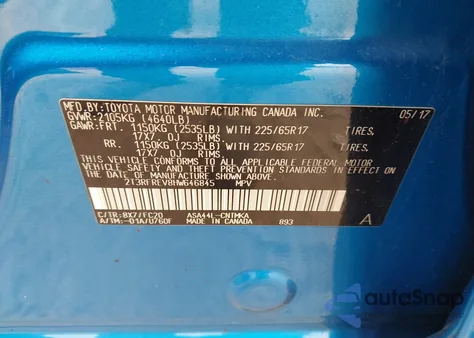 MFD.BY:TOYOTA MOTOR MANUFACTURING CANADA INC. 05/17
GVWR:2105KG (4640LB)
GAWR:FRT. 1150KG (2535LB) WITH 225/65R17 TIRES.
17X7 OJ RIMS.
RR. 1150KG (2535LB) WITH 225/65R17 TIRES.
17X7 OJ RIMS.
THIS VEHICLE CONFORMS TO ALL APPLICABLE FEDERAL MOTOR
VEHICLE SAFETY AND THEFT PREVENTION STANDARDS IN EFFECT
ON THE DATE OF MANUFACTURE SHOWN ABOVE.
2T3RFREV8HW646845 MPV
C/TR:8X7/FC20 ASA44L-CNTMKA
A/TM:-01A/U760F MADE IN CANADA 893 A
autoSnap